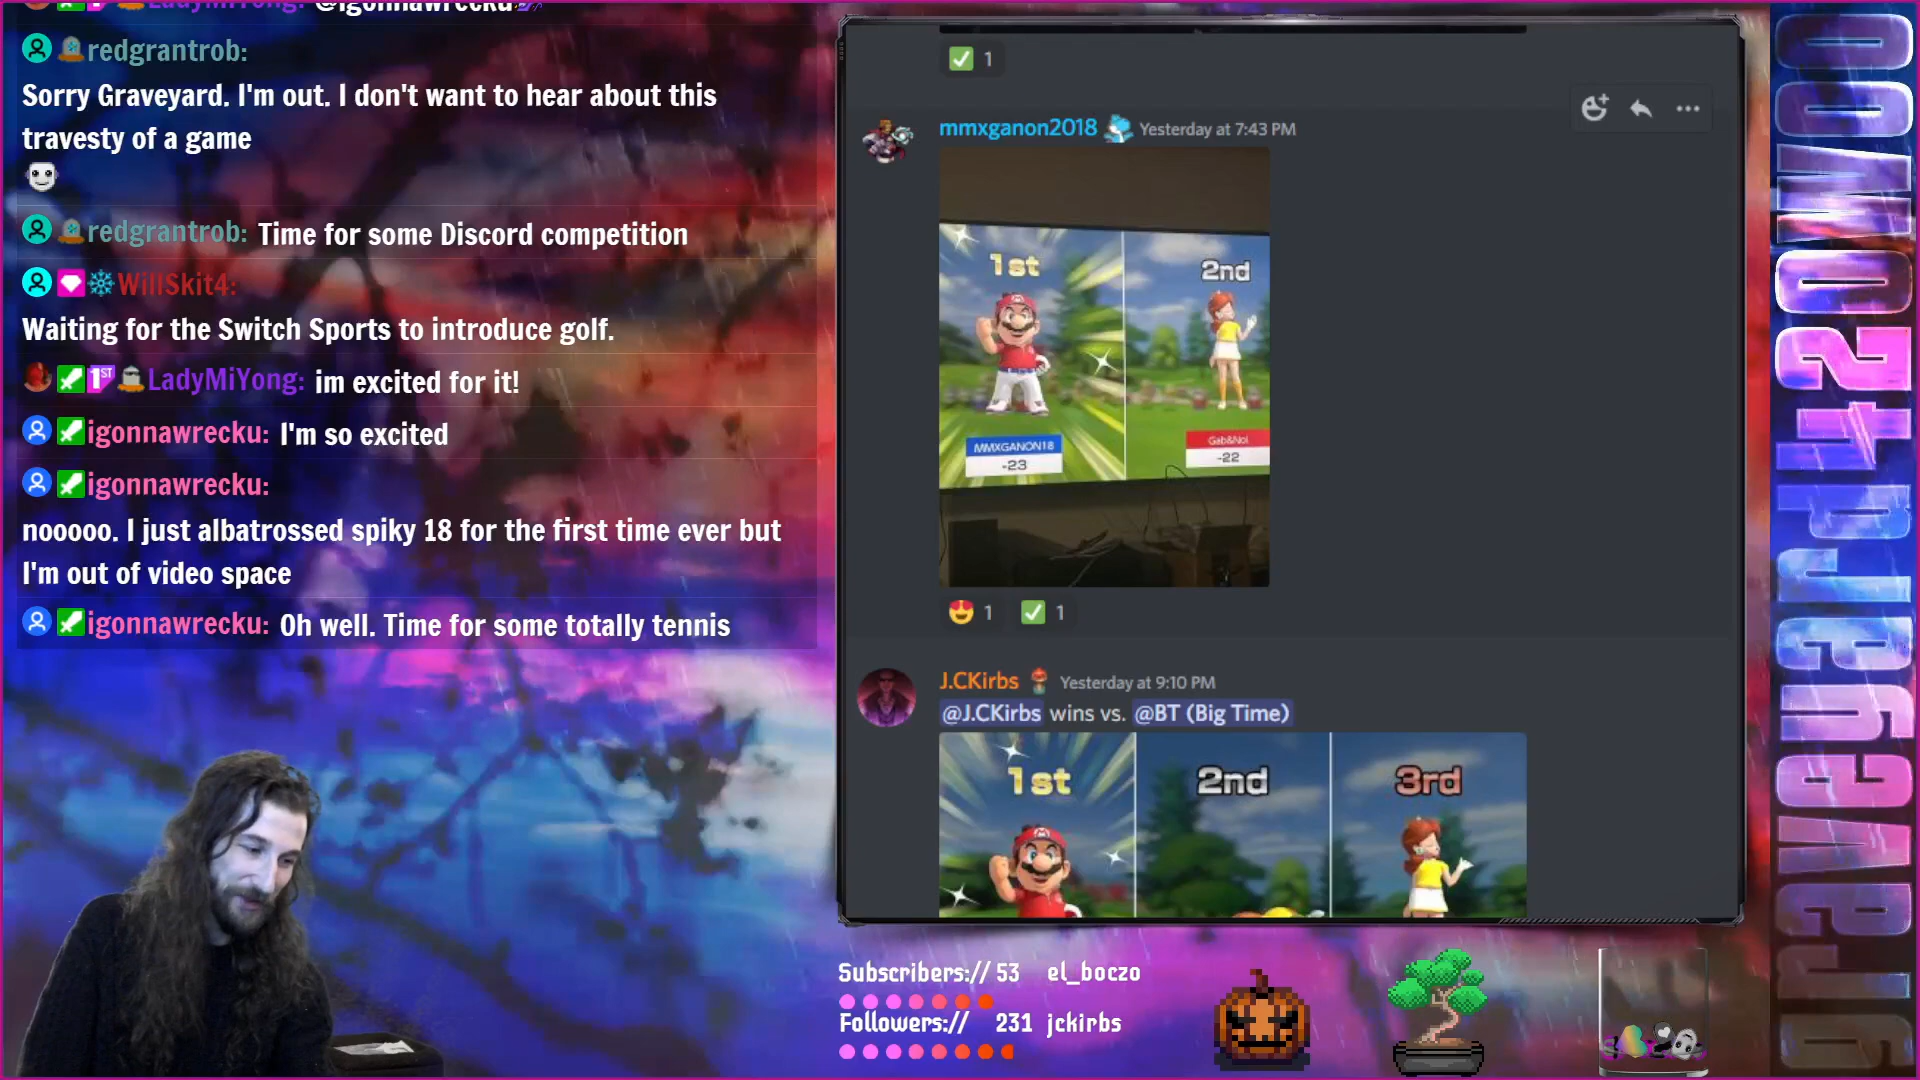 LadyMiYong: @igonnawrecku
redgrantrob:
Sorry Graveyard. I'm out. I don't want to hear about this
travesty of a game
redgrantrob: Time for some Discord competition
WillSkit4:
Waiting for the Switch Sports to introduce golf.
1ST LadyMiYong: im excited for it!
igonnawrecku: I'm so excited
igonnawrecku:
nooooo. I just albatrossed spiky 18 for the first time ever but
I'm out of video space
igonnawrecku: Oh well. Time for some totally tennis
1
mmxganon2018 Yesterday at 7:43 PM
1st 2nd
MMXGANON18 Gab&Nol
-23 -22
1 1
J.CKirbs Yesterday at 9:10 PM
@J.CKirbs wins vs. @BT (Big Time)
1st 2nd 3rd
Subscribers:// 53 el_boczo
Followers:// 231 jckirbs